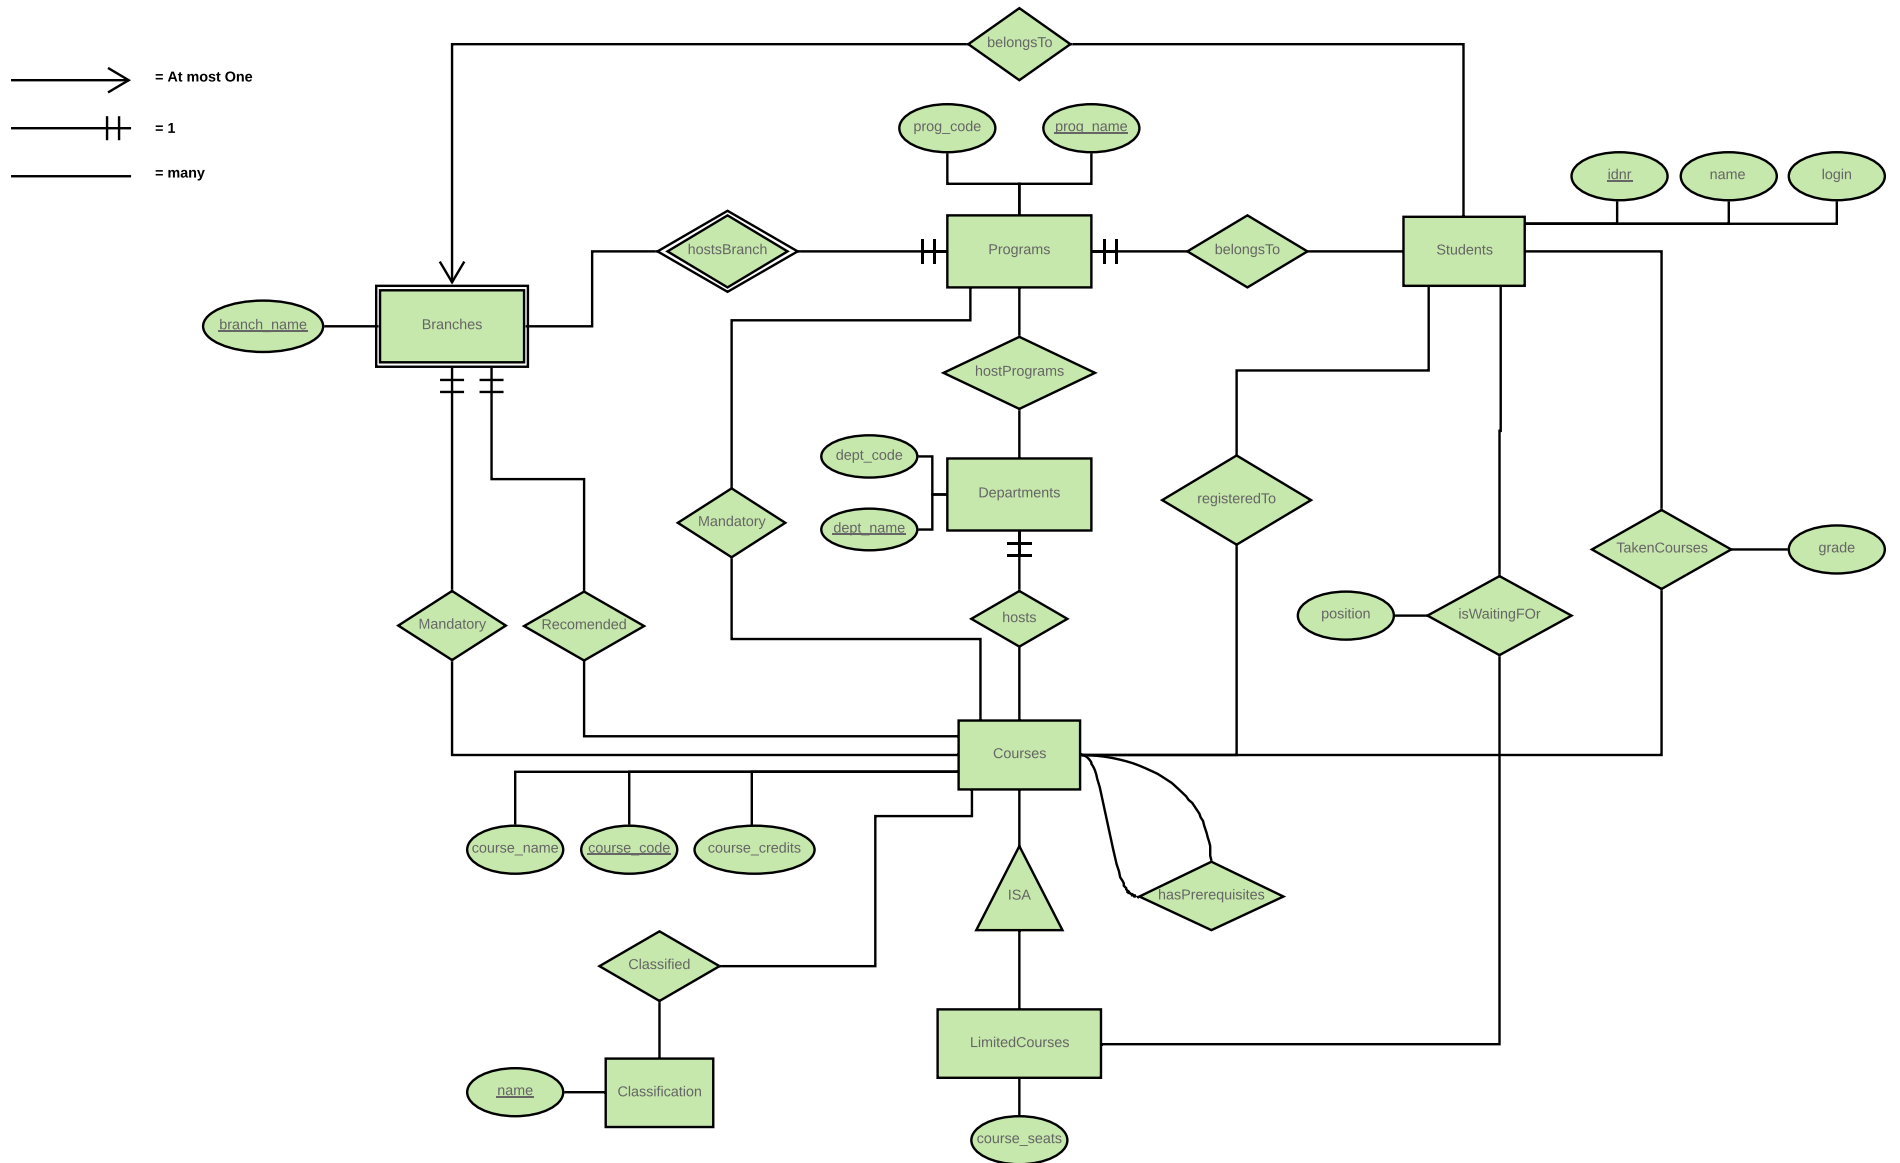 belongsTo
= At most One
= 1
= many
prog_code
prog_name
idnr
name
login
hostsBranch
Programs
belongsTo
Students
branch_name
Branches
hostPrograms
dept_code
Departments
dept_name
registeredTo
Mandatory
TakenCourses
grade
Mandatory
Recomended
hosts
position
isWaitingFOr
Courses
course_name
course_code
course_credits
ISA
hasPrerequisites
Classified
LimitedCourses
name
Classification
course_seats